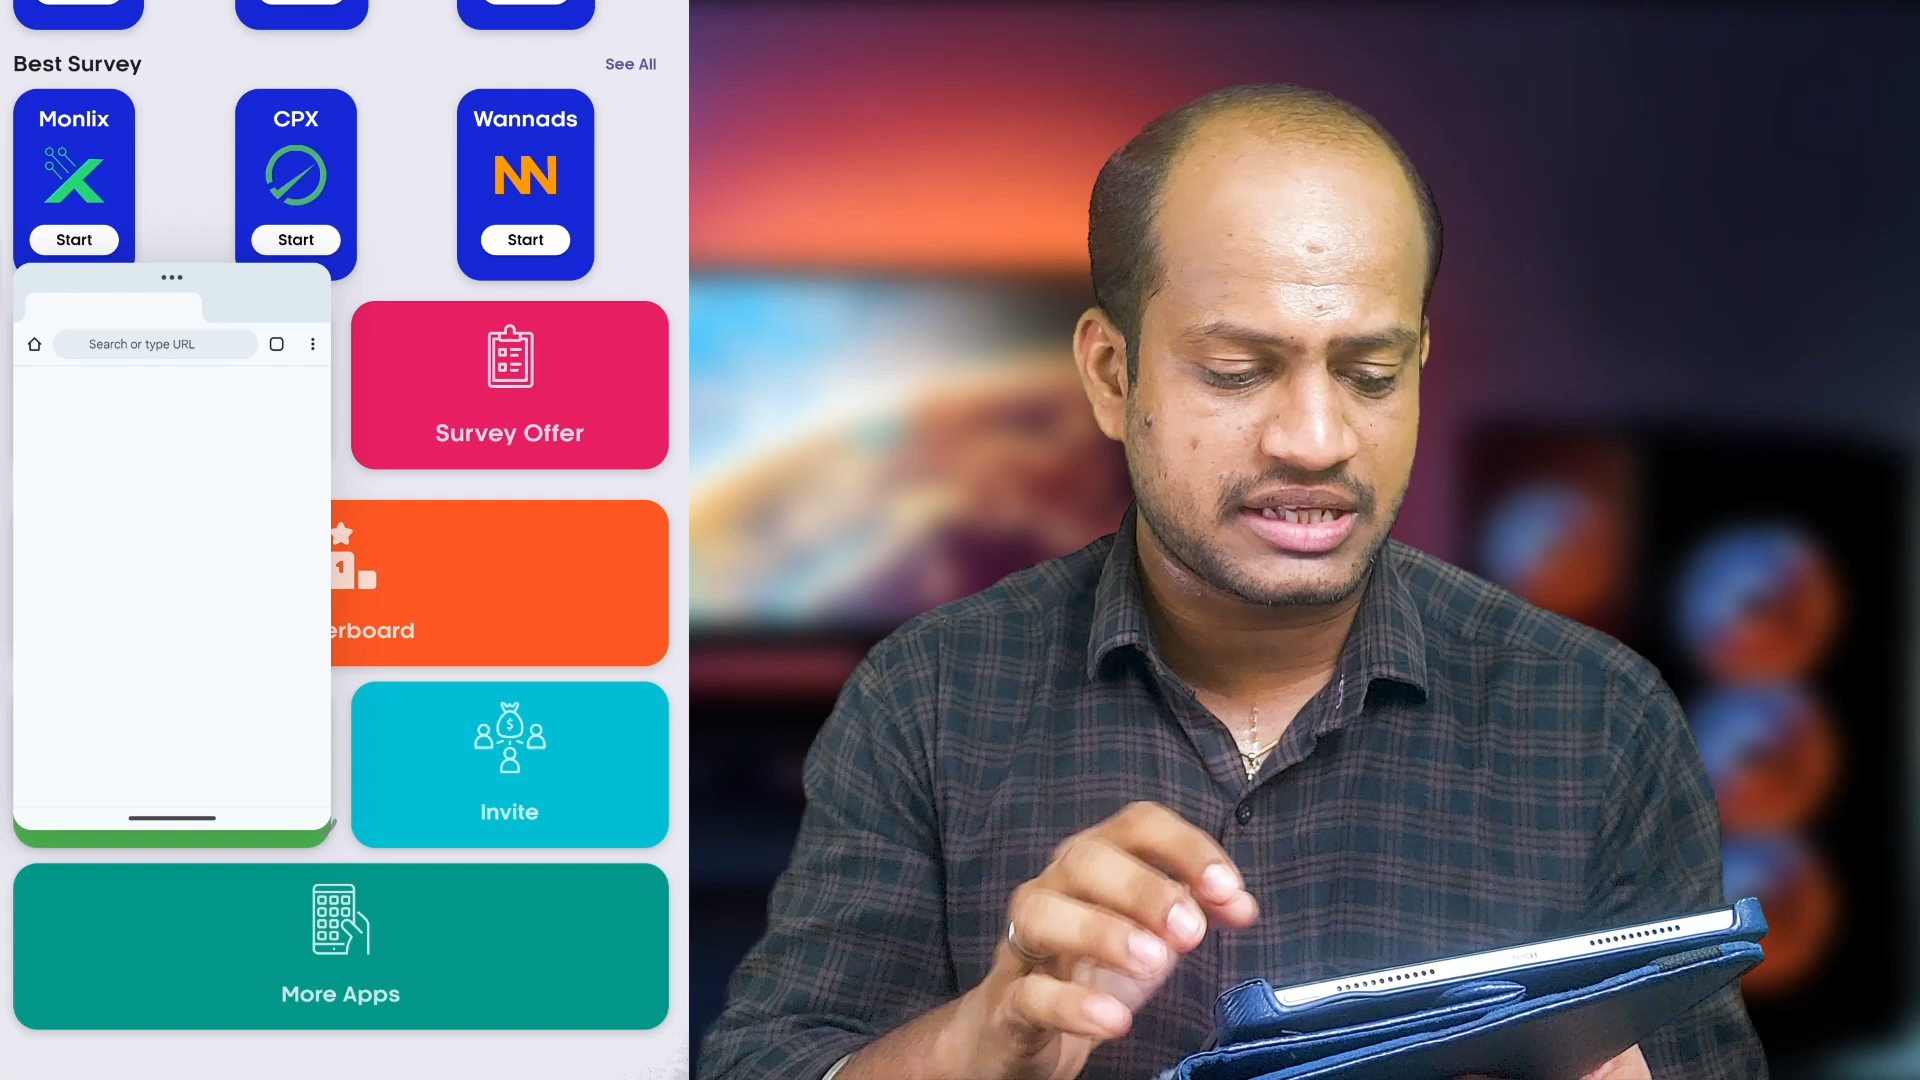 Best Survey
See All
Monlix
CPX
Wannads
Start
Start
Start
Search or type URL
Survey Offer
1
erboard
$
Invite
More Apps